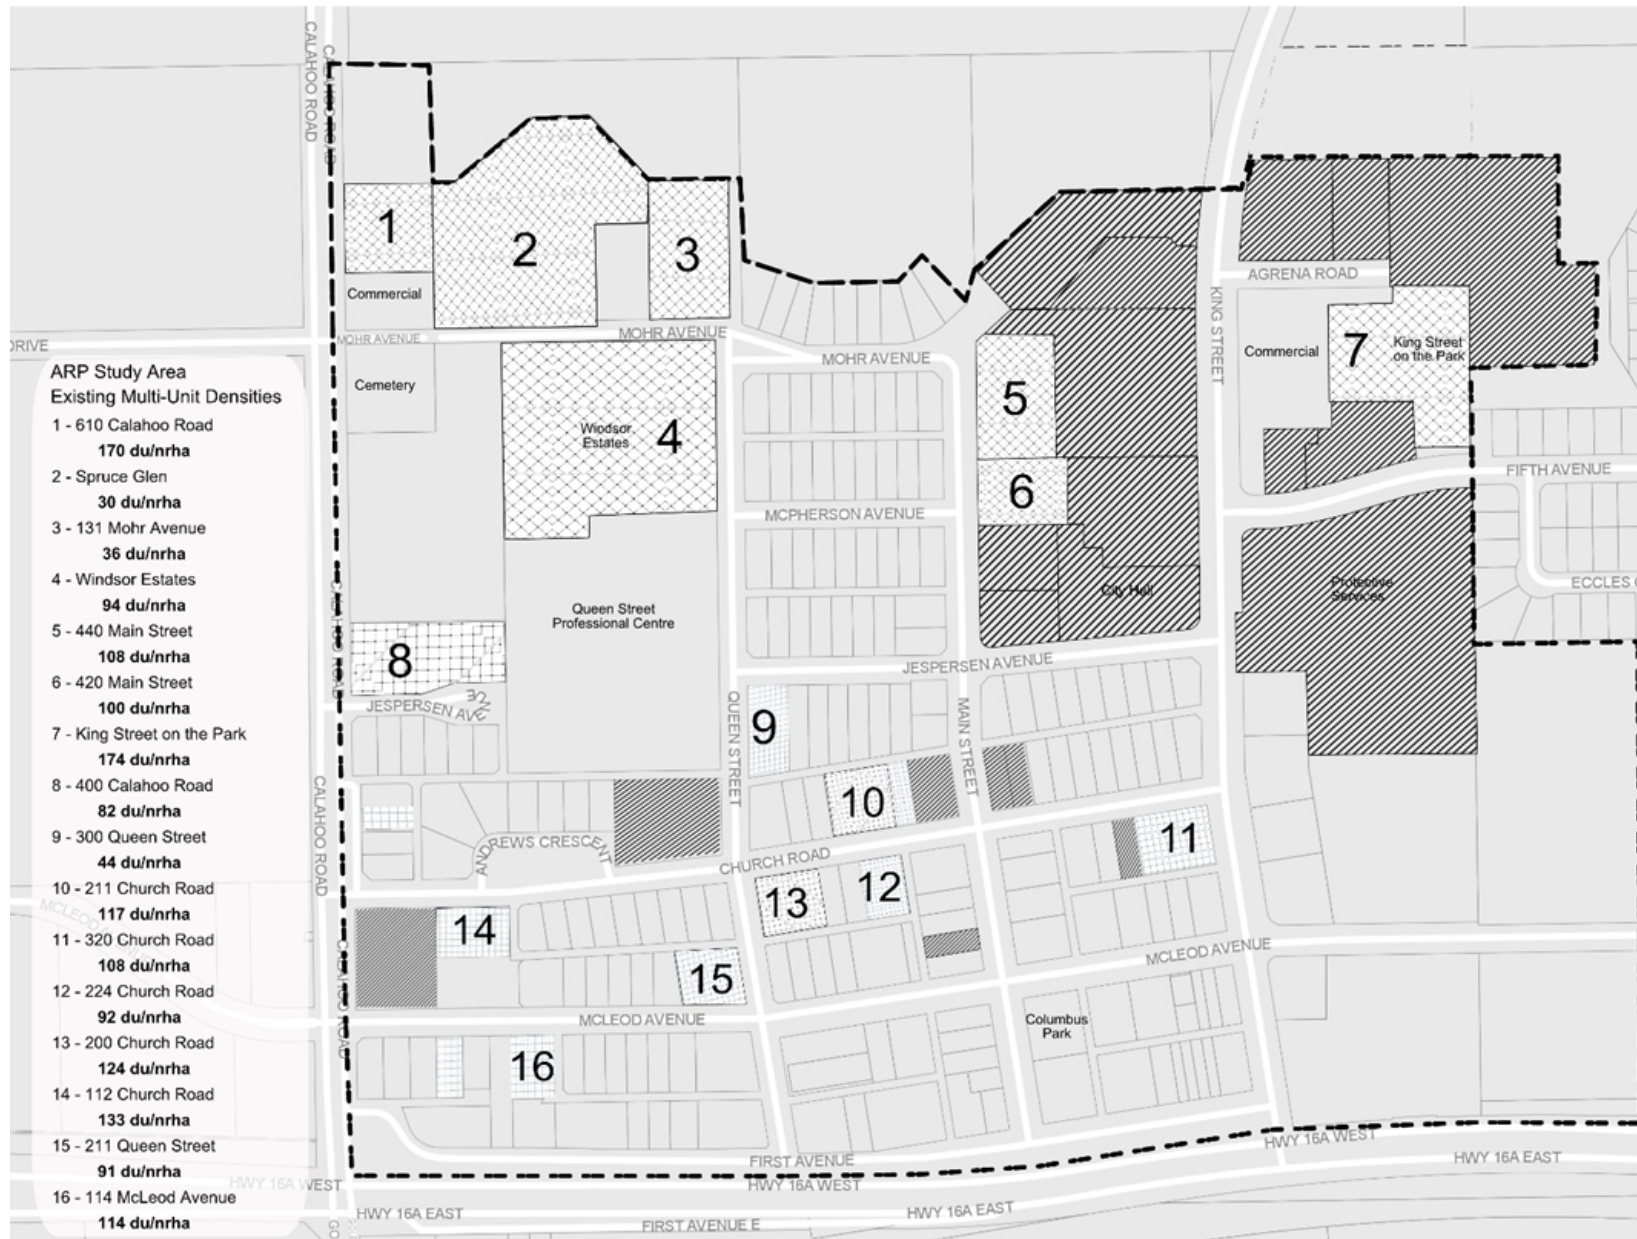 CALAHOO ROAD
CALAHOO ROAD
1
2
3
Commercial
MOHR AVENUE
MOHR AVENUE
DRIVE
MOHR AVENUE
AGRENA ROAD
KING STREET
Commercial
7
King Street
on the Park
Cemetery
Windsor
Estates
4
5
6
FIFTH AVENUE
MCPHERSON AVENUE
ECCLES
City Hall
Protective
Services
Queen Street
Professional Centre
CALAHOO ROAD
8
JESPERSEN AVENUE
JESPERSEN AVENUE
QUEEN STREET
MAIN STREET
9
10
11
CALAHOO ROAD
ANDREWS CRESCENT
CHURCH ROAD
12
13
14
15
MCLEOD AVENUE
CALAHOO ROAD
MCLEOD AVENUE
MCLEOD AVENUE
Columbus
Park
16
FIRST AVENUE
HWY 16A WEST
HWY 16A WEST
HWY 16A WEST
HWY 16A EAST
HWY 16A EAST
HWY 16A EAST
FIRST AVENUE E
GO
ARP Study Area
Existing Multi-Unit Densities
1 - 610 Calahoo Road
170 du/nrha
2 - Spruce Glen
30 du/nrha
3 - 131 Mohr Avenue
36 du/nrha
4 - Windsor Estates
94 du/nrha
5 - 440 Main Street
108 du/nrha
6 - 420 Main Street
100 du/nrha
7 - King Street on the Park
174 du/nrha
8 - 400 Calahoo Road
82 du/nrha
9 - 300 Queen Street
44 du/nrha
10 - 211 Church Road
117 du/nrha
11 - 320 Church Road
108 du/nrha
12 - 224 Church Road
92 du/nrha
13 - 200 Church Road
124 du/nrha
14 - 112 Church Road
133 du/nrha
15 - 211 Queen Street
91 du/nrha
16 - 114 McLeod Avenue
114 du/nrha